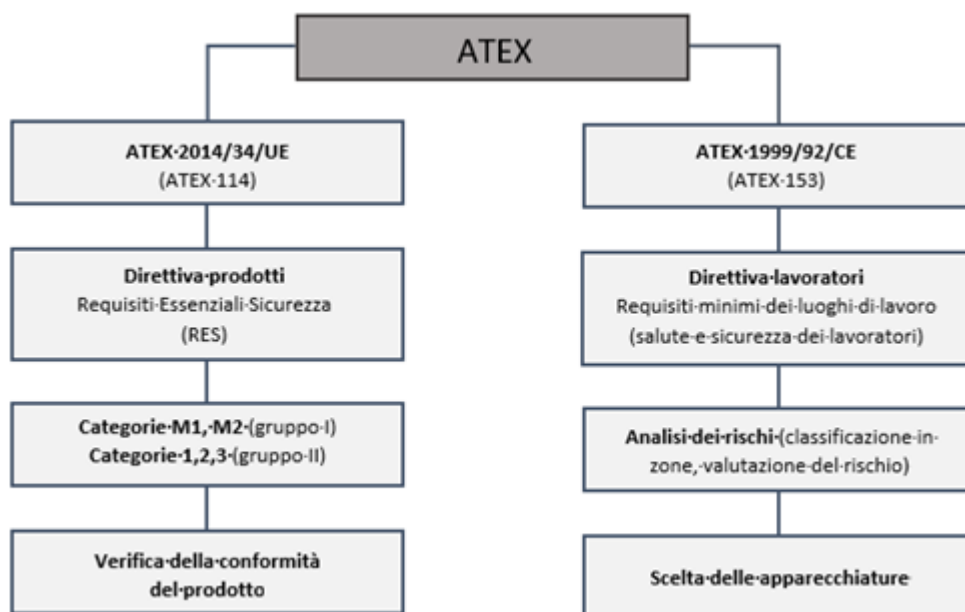 ATEX
ATEX·2014/34/UE
(ATEX·114)
Direttiva·prodotti
Requisiti·Essenziali·Sicurezza
(RES)
Categorie·M1,·M2·(gruppo·I)
Categorie·1,2,3·(gruppo·II)
Verifica·della·conformità
del·prodotto
ATEX·1999/92/CE
(ATEX·153)
Direttiva·lavoratori
Requisiti·minimi·dei·luoghi·di·lavoro
(salute·e·sicurezza·dei·lavoratori)
Analisi·dei·rischi·(classificazione·in·
zone,·valutazione·del·rischio)
Scelta·delle·apparecchiature